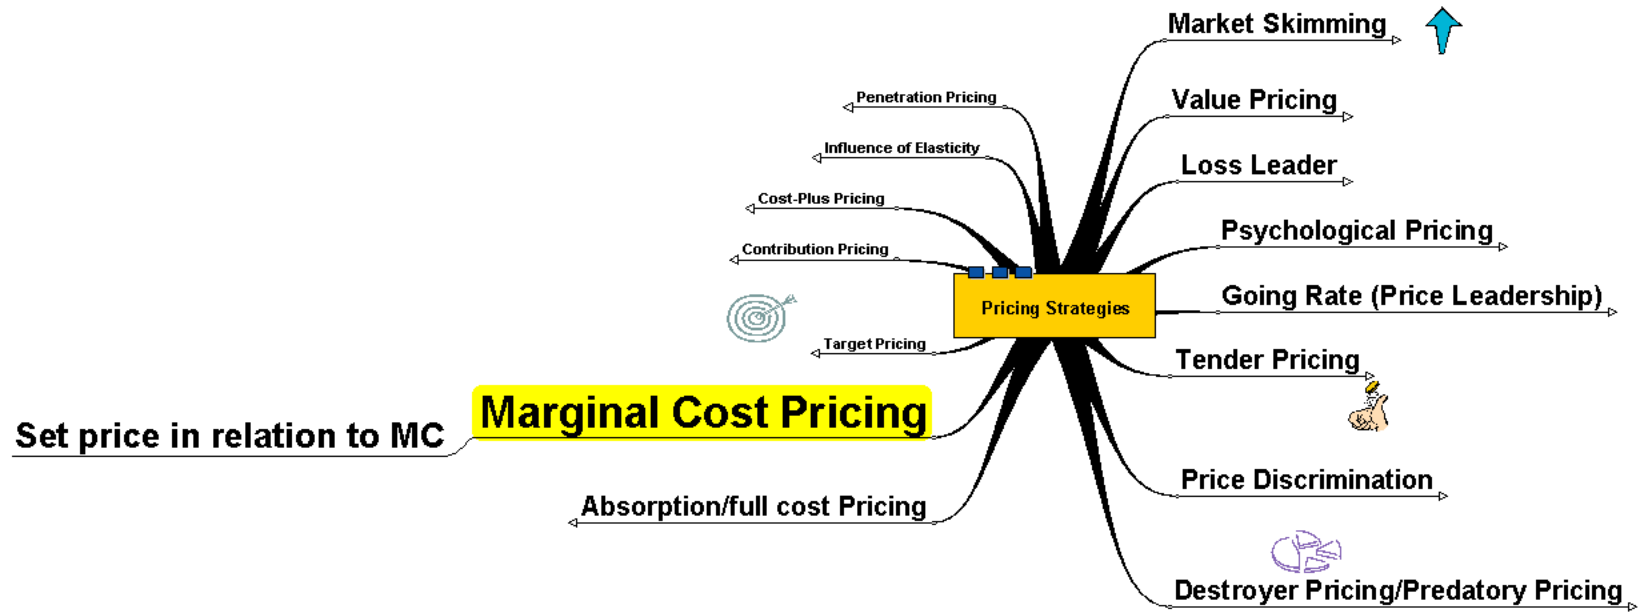 Market Skimming
Penetration Pricing
Value Pricing
Influence of Elasticity
Loss Leader
Cost-Plus Pricing
Psychological Pricing
Contribution Pricing
Pricing Strategies
Going Rate (Price Leadership)
Target Pricing
Tender Pricing
Marginal Cost Pricing
Set price in relation to MC
Price Discrimination
Absorption/full cost Pricing
Destroyer Pricing/Predatory Pricing